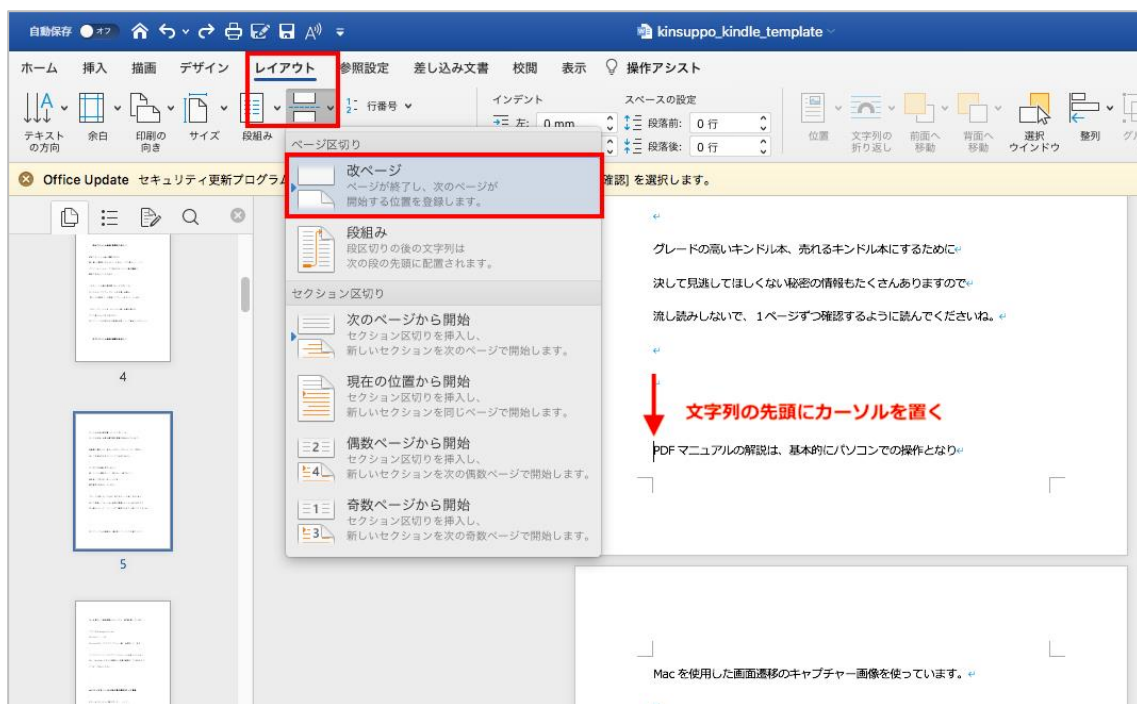 自動保存 オフ
kinsuppo_kindle_template
ホーム 挿入 描画 デザイン レイアウト 参照設定 差し込み文書 校閲 表示 操作アシスト
行番号
インデント スペースの設定
左: 0 mm 段落前: 0 行
段落後: 0 行
テキスト
の方向
余白
印刷の
向き
サイズ
段組み
位置
文字列の
折り返し
前面へ
移動
背面へ
移動
選択
ウインドウ
整列
Office Update セキュリティ更新プログラ
確認] を選択します。
ページ区切り
改ページ
ページが終了し、次のページが
開始する位置を登録します。
段組み
段区切りの後の文字列は
次の段の先頭に配置されます。
セクション区切り
次のページから開始
セクション区切りを挿入し、
新しいセクションを次のページで開始します。
現在の位置から開始
セクション区切りを挿入し、
新しいセクションを同じページで開始します。
偶数ページから開始
セクション区切りを挿入し、
新しいセクションを次の偶数ページで開始します。
奇数ページから開始
セクション区切りを挿入し、
新しいセクションを次の奇数ページで開始します。
4
5
グレードの高いキンドル本、売れるキンドル本にするために
決して見逃してほしくない秘密の情報もたくさんありますので
流し読みしないで、1ページずつ確認するように読んでくださいね。
文字列の先頭にカーソルを置く
PDF マニュアルの解説は、基本的にパソコンでの操作となり
Mac を使用した画面遷移のキャプチャー画像を使っています。